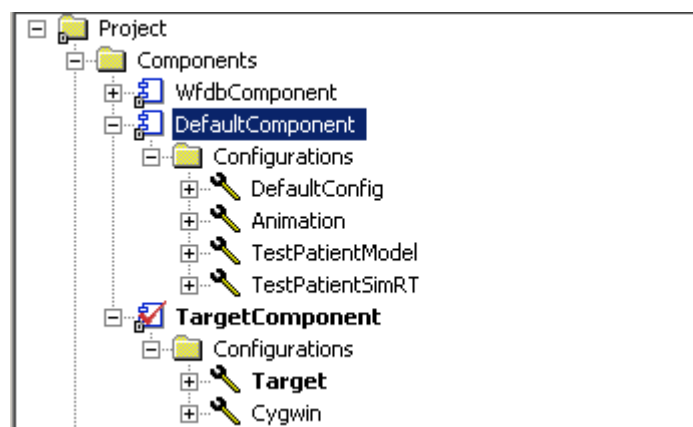 Project
Components
WfdbComponent
DefaultComponent
Configurations
DefaultConfig
Animation
TestPatientModel
TestPatientSimRT
TargetComponent
Configurations
Target
Cygwin